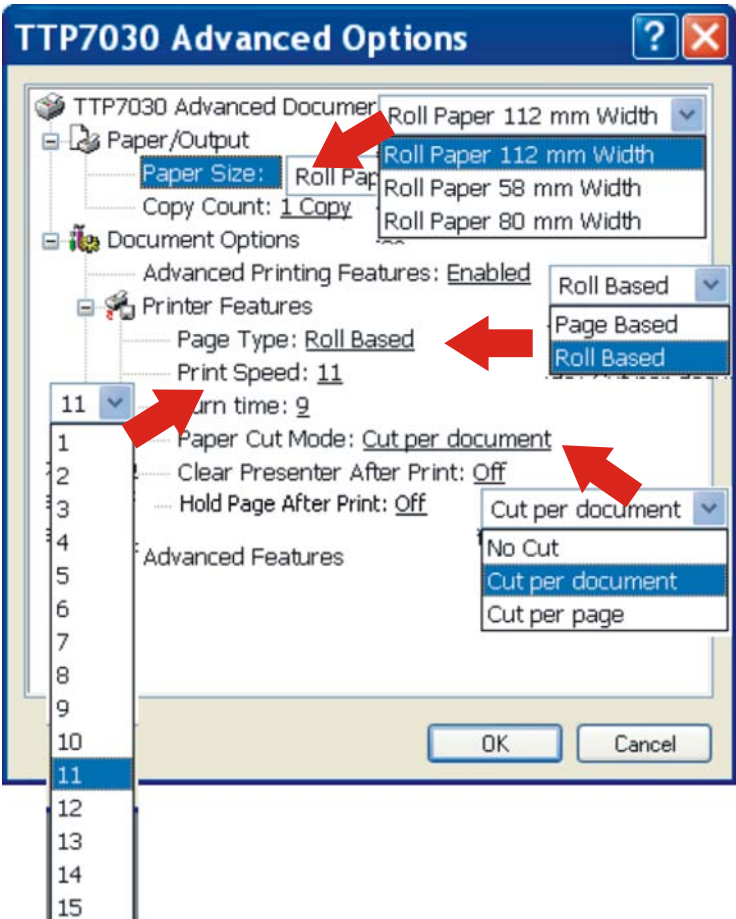 TTP7030 Advanced Options
TTP7030 Advanced
Roll Paper 112 mm Width
Paper/Output
Roll Paper 112 mm Width
Roll Paper 58 mm Width
Roll Paper 80 mm Width
Paper Size:
Copy Count: 1 Copy
Document Options
Advanced Printing Features: Enabled
Roll Based
Page Based
Roll Based
Printer Features
Page Type: Roll Based
Print Speed: 11
time: 9
Paper Cut Mode: Cut per document
Clear Presenter After Print: Off
Hold Page After Print: Off
Cut per document
No Cut
Cut per document
Cut per page
Advanced Features
11
1
2
3
4
5
6
7
8
9
10
11
12
13
14
15
OK
Cancel